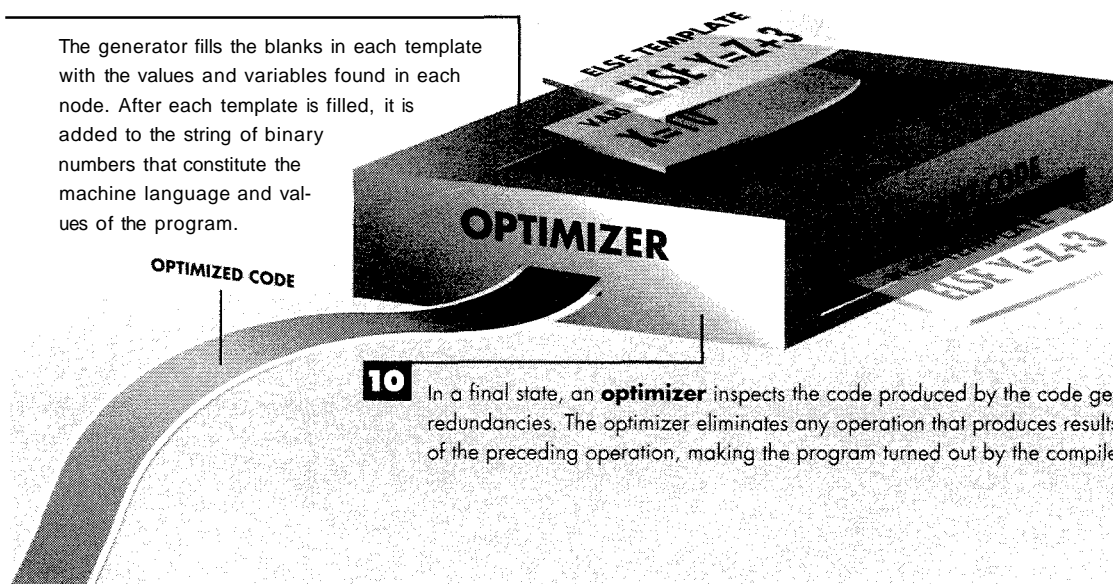 The generator fills the blanks in each template
with the values and variables found in each
node. After each template is filled, it is
added to the string of binary
numbers that constitute the
machine language and val-
ues of the program.
ELSE TEMPLATE
ELSE Y=Z+3
X=10
OPTIMIZER
CODE
ELSE Y=Z+3
OPTIMIZED CODE
10 In a final state, an optimizer inspects the code produced by the code ge
redundancies. The optimizer eliminates any operation that produces results
of the preceding operation, making the program turned out by the compile